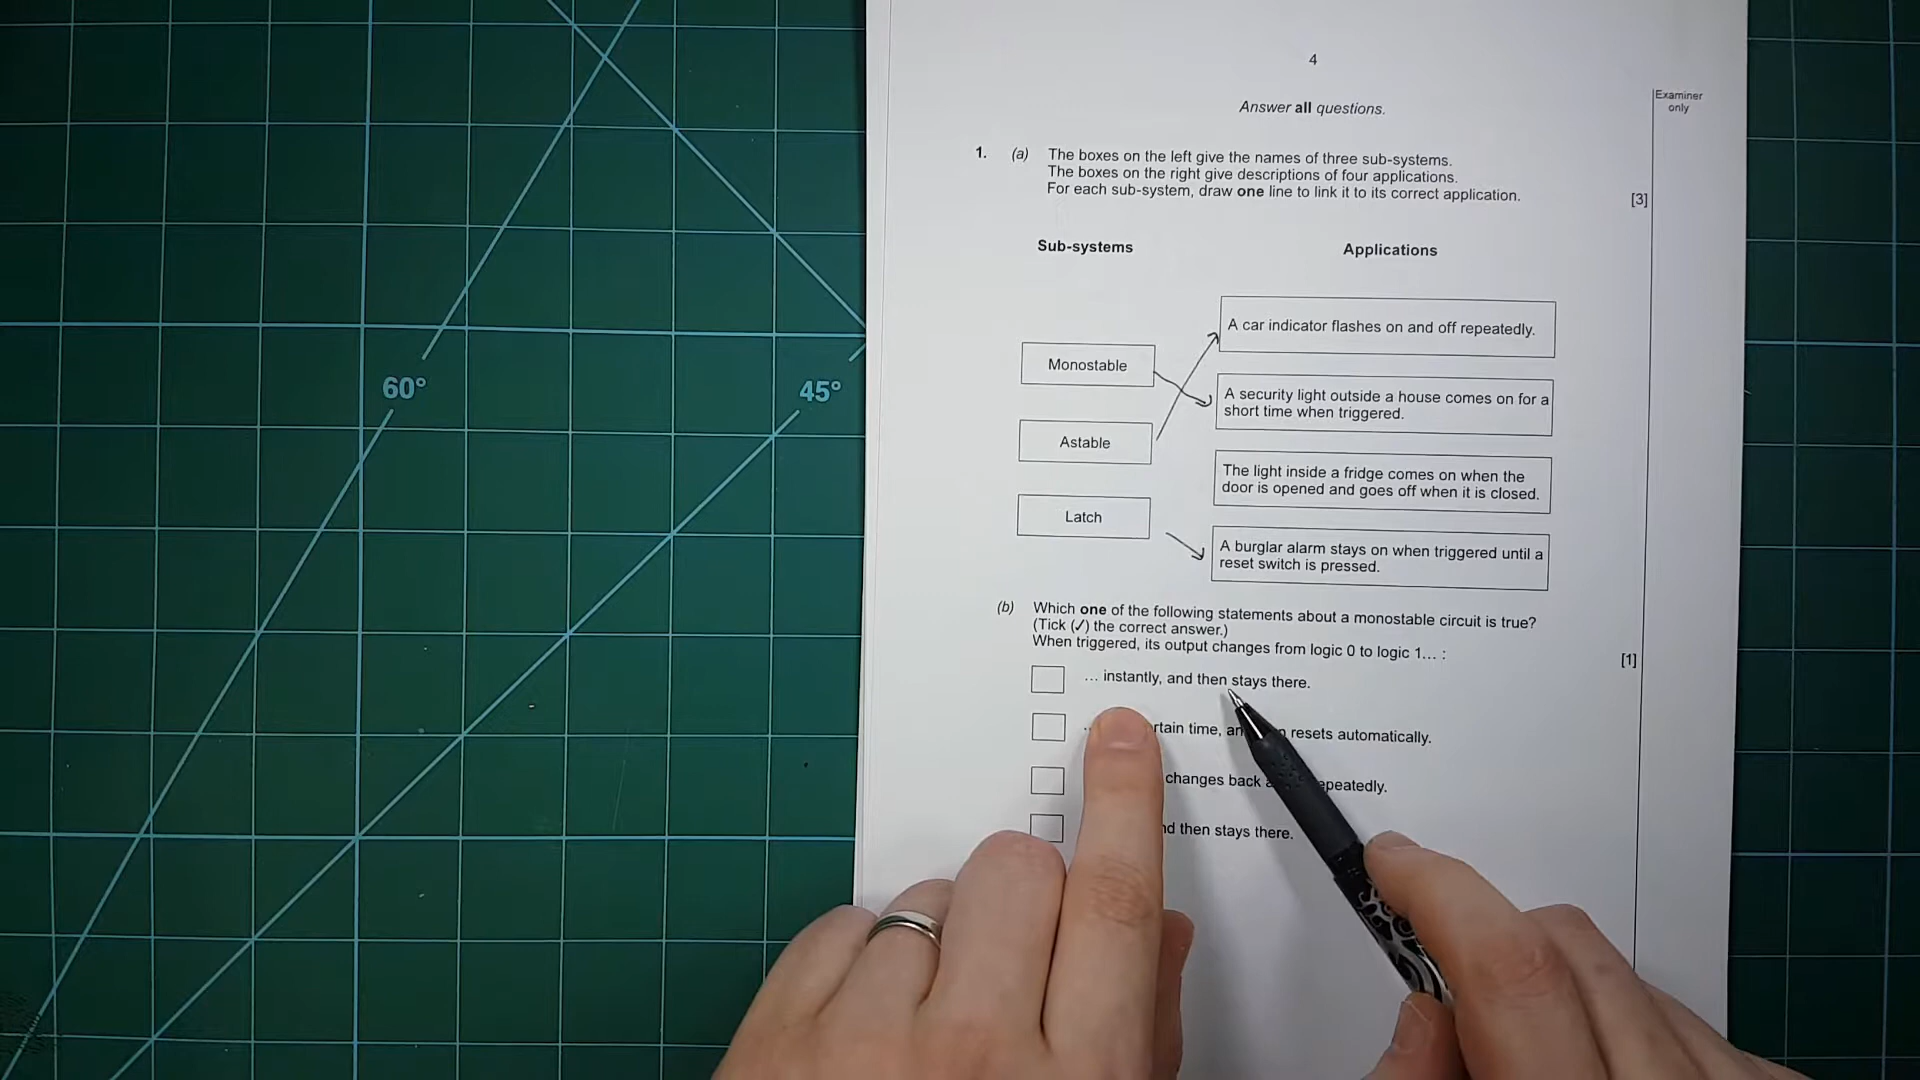 4
Examiner
only
Answer all questions.
1. (a) The boxes on the left give the names of three sub-systems.
The boxes on the right give descriptions of four applications.
For each sub-system, draw one line to link it to its correct application. [3]
Sub-systems
Applications
A car indicator flashes on and off repeatedly.
Monostable
A security light outside a house comes on for a
short time when triggered.
Astable
The light inside a fridge comes on when the
door is opened and goes off when it is closed.
Latch
A burglar alarm stays on when triggered until a
reset switch is pressed.
(b) Which one of the following statements about a monostable circuit is true?
(Tick (✓) the correct answer.)
When triggered, its output changes from logic 0 to logic 1… : [1]
… instantly, and then stays there.
time, resets automatically.
changes back
then stays there.
60°
45°